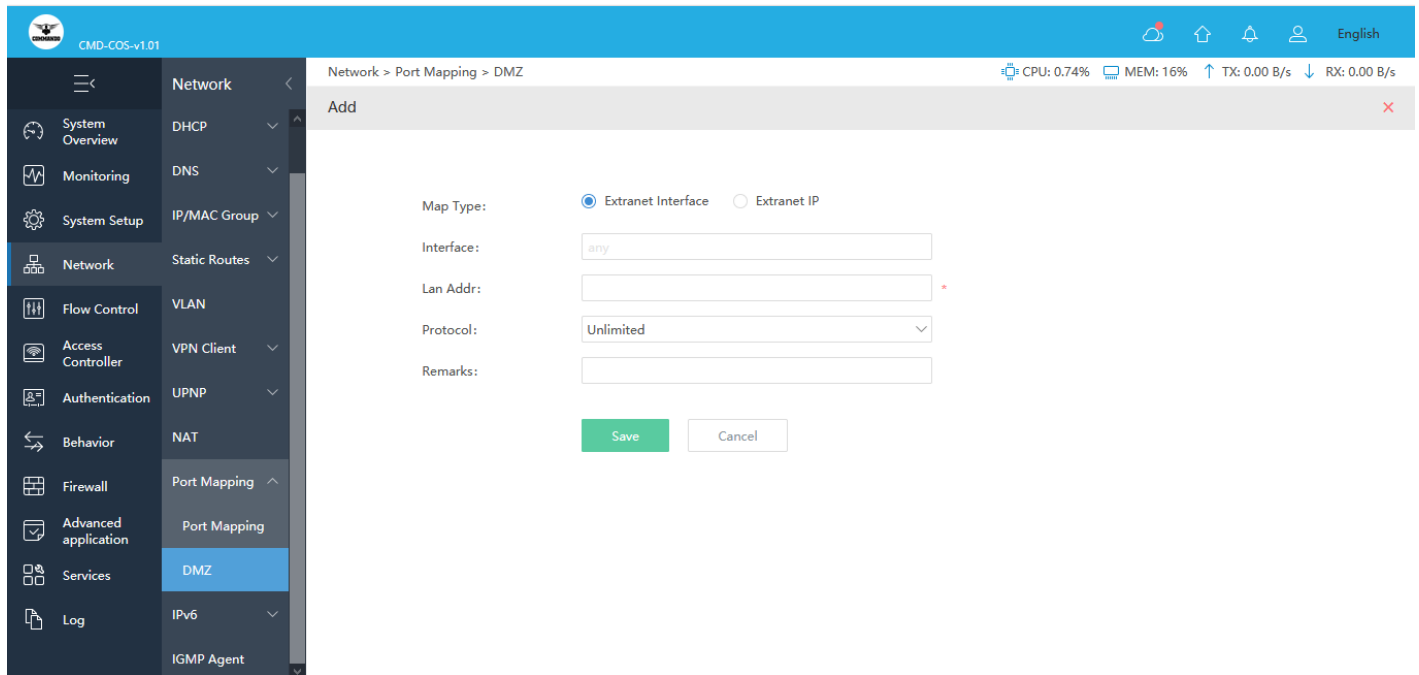 COMMANDO
CMD-COS-v1.01
English
Network
Network > Port Mapping > DMZ
CPU: 0.74%
MEM: 16%
TX: 0.00 B/s
RX: 0.00 B/s
Add
System
Overview
Monitoring
System Setup
Network
Flow Control
Access
Controller
Authentication
Behavior
Firewall
Advanced
application
Services
Log
DHCP
DNS
IP/MAC Group
Static Routes
VLAN
VPN Client
UPNP
NAT
Port Mapping
Port Mapping
DMZ
IPv6
IGMP Agent
Map Type:
Extranet Interface
Extranet IP
Interface:
any
Lan Addr:
*
Protocol:
Unlimited
Remarks:
Save
Cancel